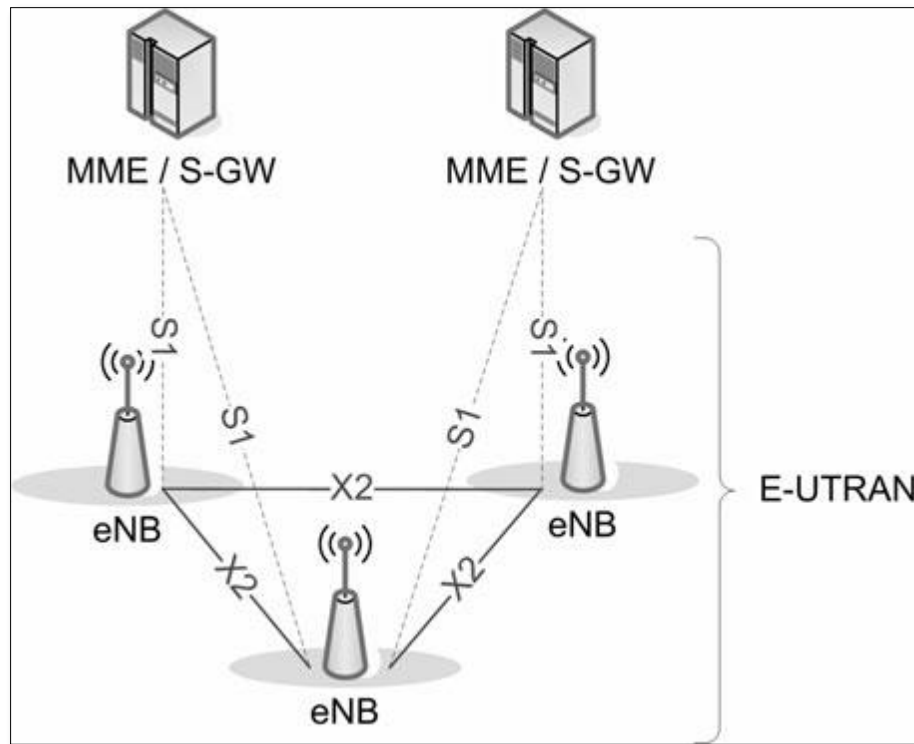 MME / S-GW
MME / S-GW
S1
S1
S1
S1
X2
E-UTRAN
eNB
eNB
X2
X2
eNB